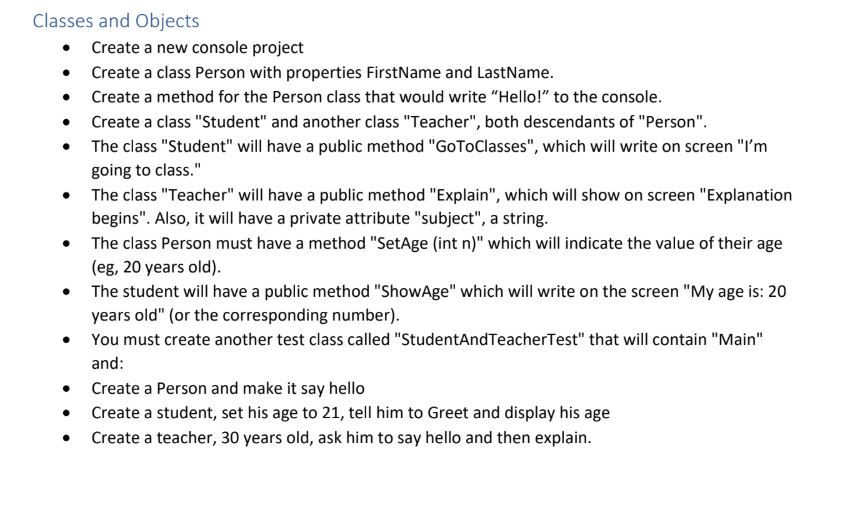 Classes and Objects
• Create a new console project
• Create a class Person with properties FirstName and LastName.
• Create a method for the Person class that would write “Hello!” to the console.
• Create a class "Student" and another class "Teacher", both descendants of "Person".
• The class "Student" will have a public method "GoToClasses", which will write on screen "I’m
going to class."
• The class "Teacher" will have a public method "Explain", which will show on screen "Explanation
begins". Also, it will have a private attribute "subject", a string.
• The class Person must have a method "SetAge (int n)" which will indicate the value of their age
(eg, 20 years old).
• The student will have a public method "ShowAge" which will write on the screen "My age is: 20
years old" (or the corresponding number).
• You must create another test class called "StudentAndTeacherTest" that will contain "Main"
and:
• Create a Person and make it say hello
• Create a student, set his age to 21, tell him to Greet and display his age
• Create a teacher, 30 years old, ask him to say hello and then explain.